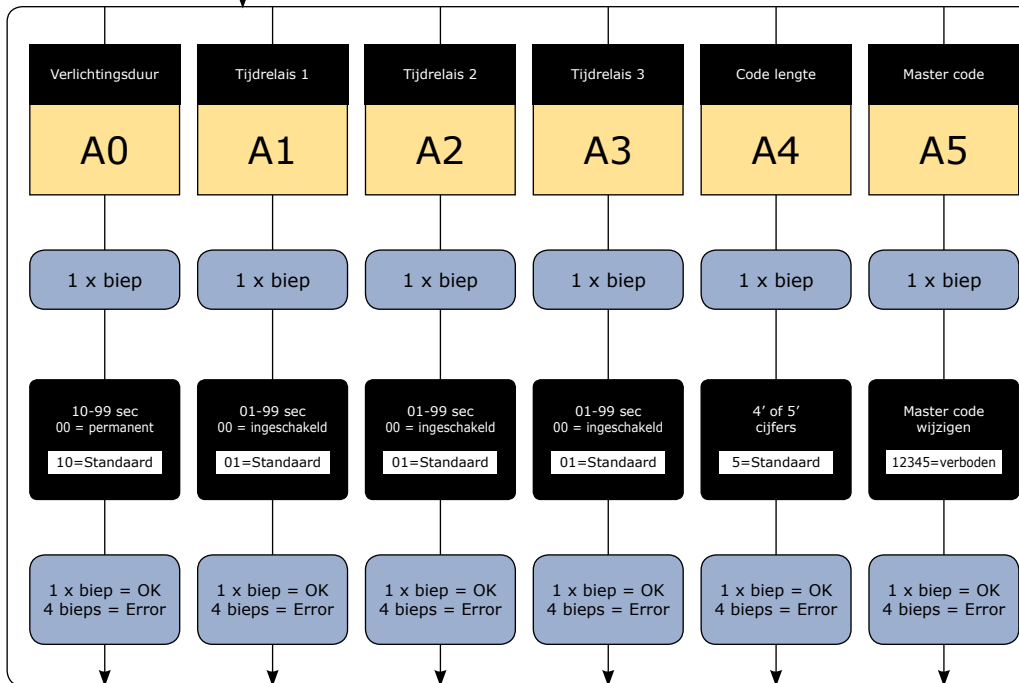 Verlichtingsduur
A0
1 x biep
10-99 sec
00 = permanent
10=Standaard
1 x biep = OK
4 bieps = Error
Tijdrelais 1
A1
1 x biep
01-99 sec
00 = ingeschakeld
01=Standaard
1 x biep = OK
4 bieps = Error
Tijdrelais 2
A2
1 x biep
01-99 sec
00 = ingeschakeld
01=Standaard
1 x biep = OK
4 bieps = Error
Tijdrelais 3
A3
1 x biep
01-99 sec
00 = ingeschakeld
01=Standaard
1 x biep = OK
4 bieps = Error
Code lengte
A4
1 x biep
4’ of 5’
cijfers
5=Standaard
1 x biep = OK
4 bieps = Error
Master code
A5
1 x biep
Master code
wijzigen
12345=verboden
1 x biep = OK
4 bieps = Error